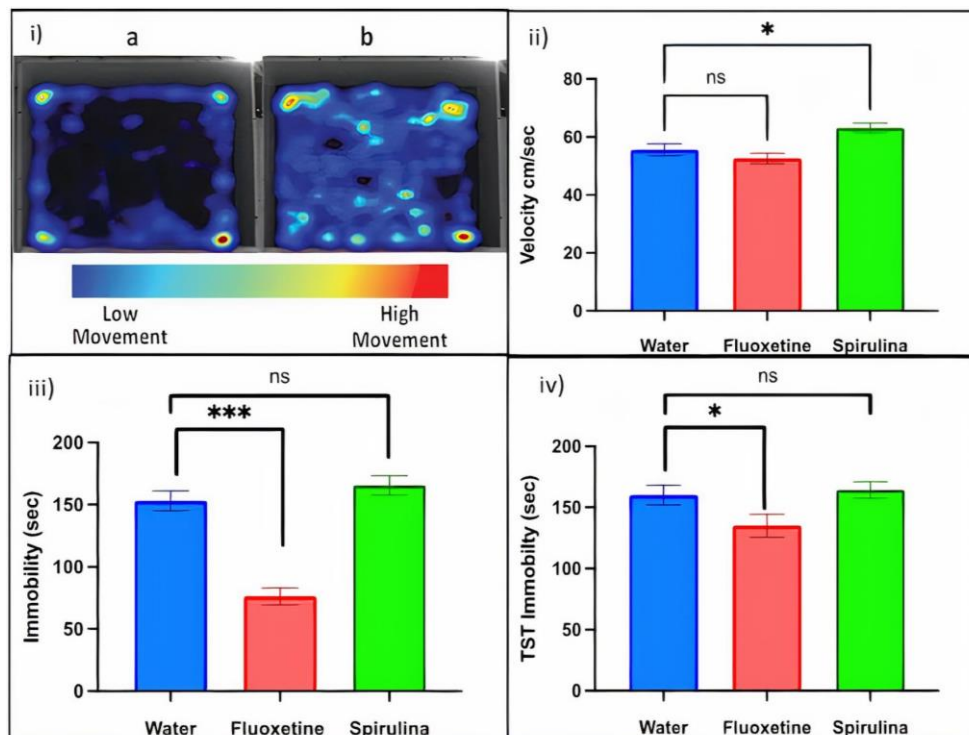 i)
a
b
Low
Movement
High
Movement
ii)
*
ns
80
60
40
20
0
Velocity cm/sec
Water
Fluoxetine
Spirulina
iii)
ns
***
200
150
100
50
0
Immobility (sec)
Water
Fluoxetine
Spirulina
iv)
ns
*
200
150
100
50
0
TST Immobilty (sec)
Water
Fluoxetine
Spirulina